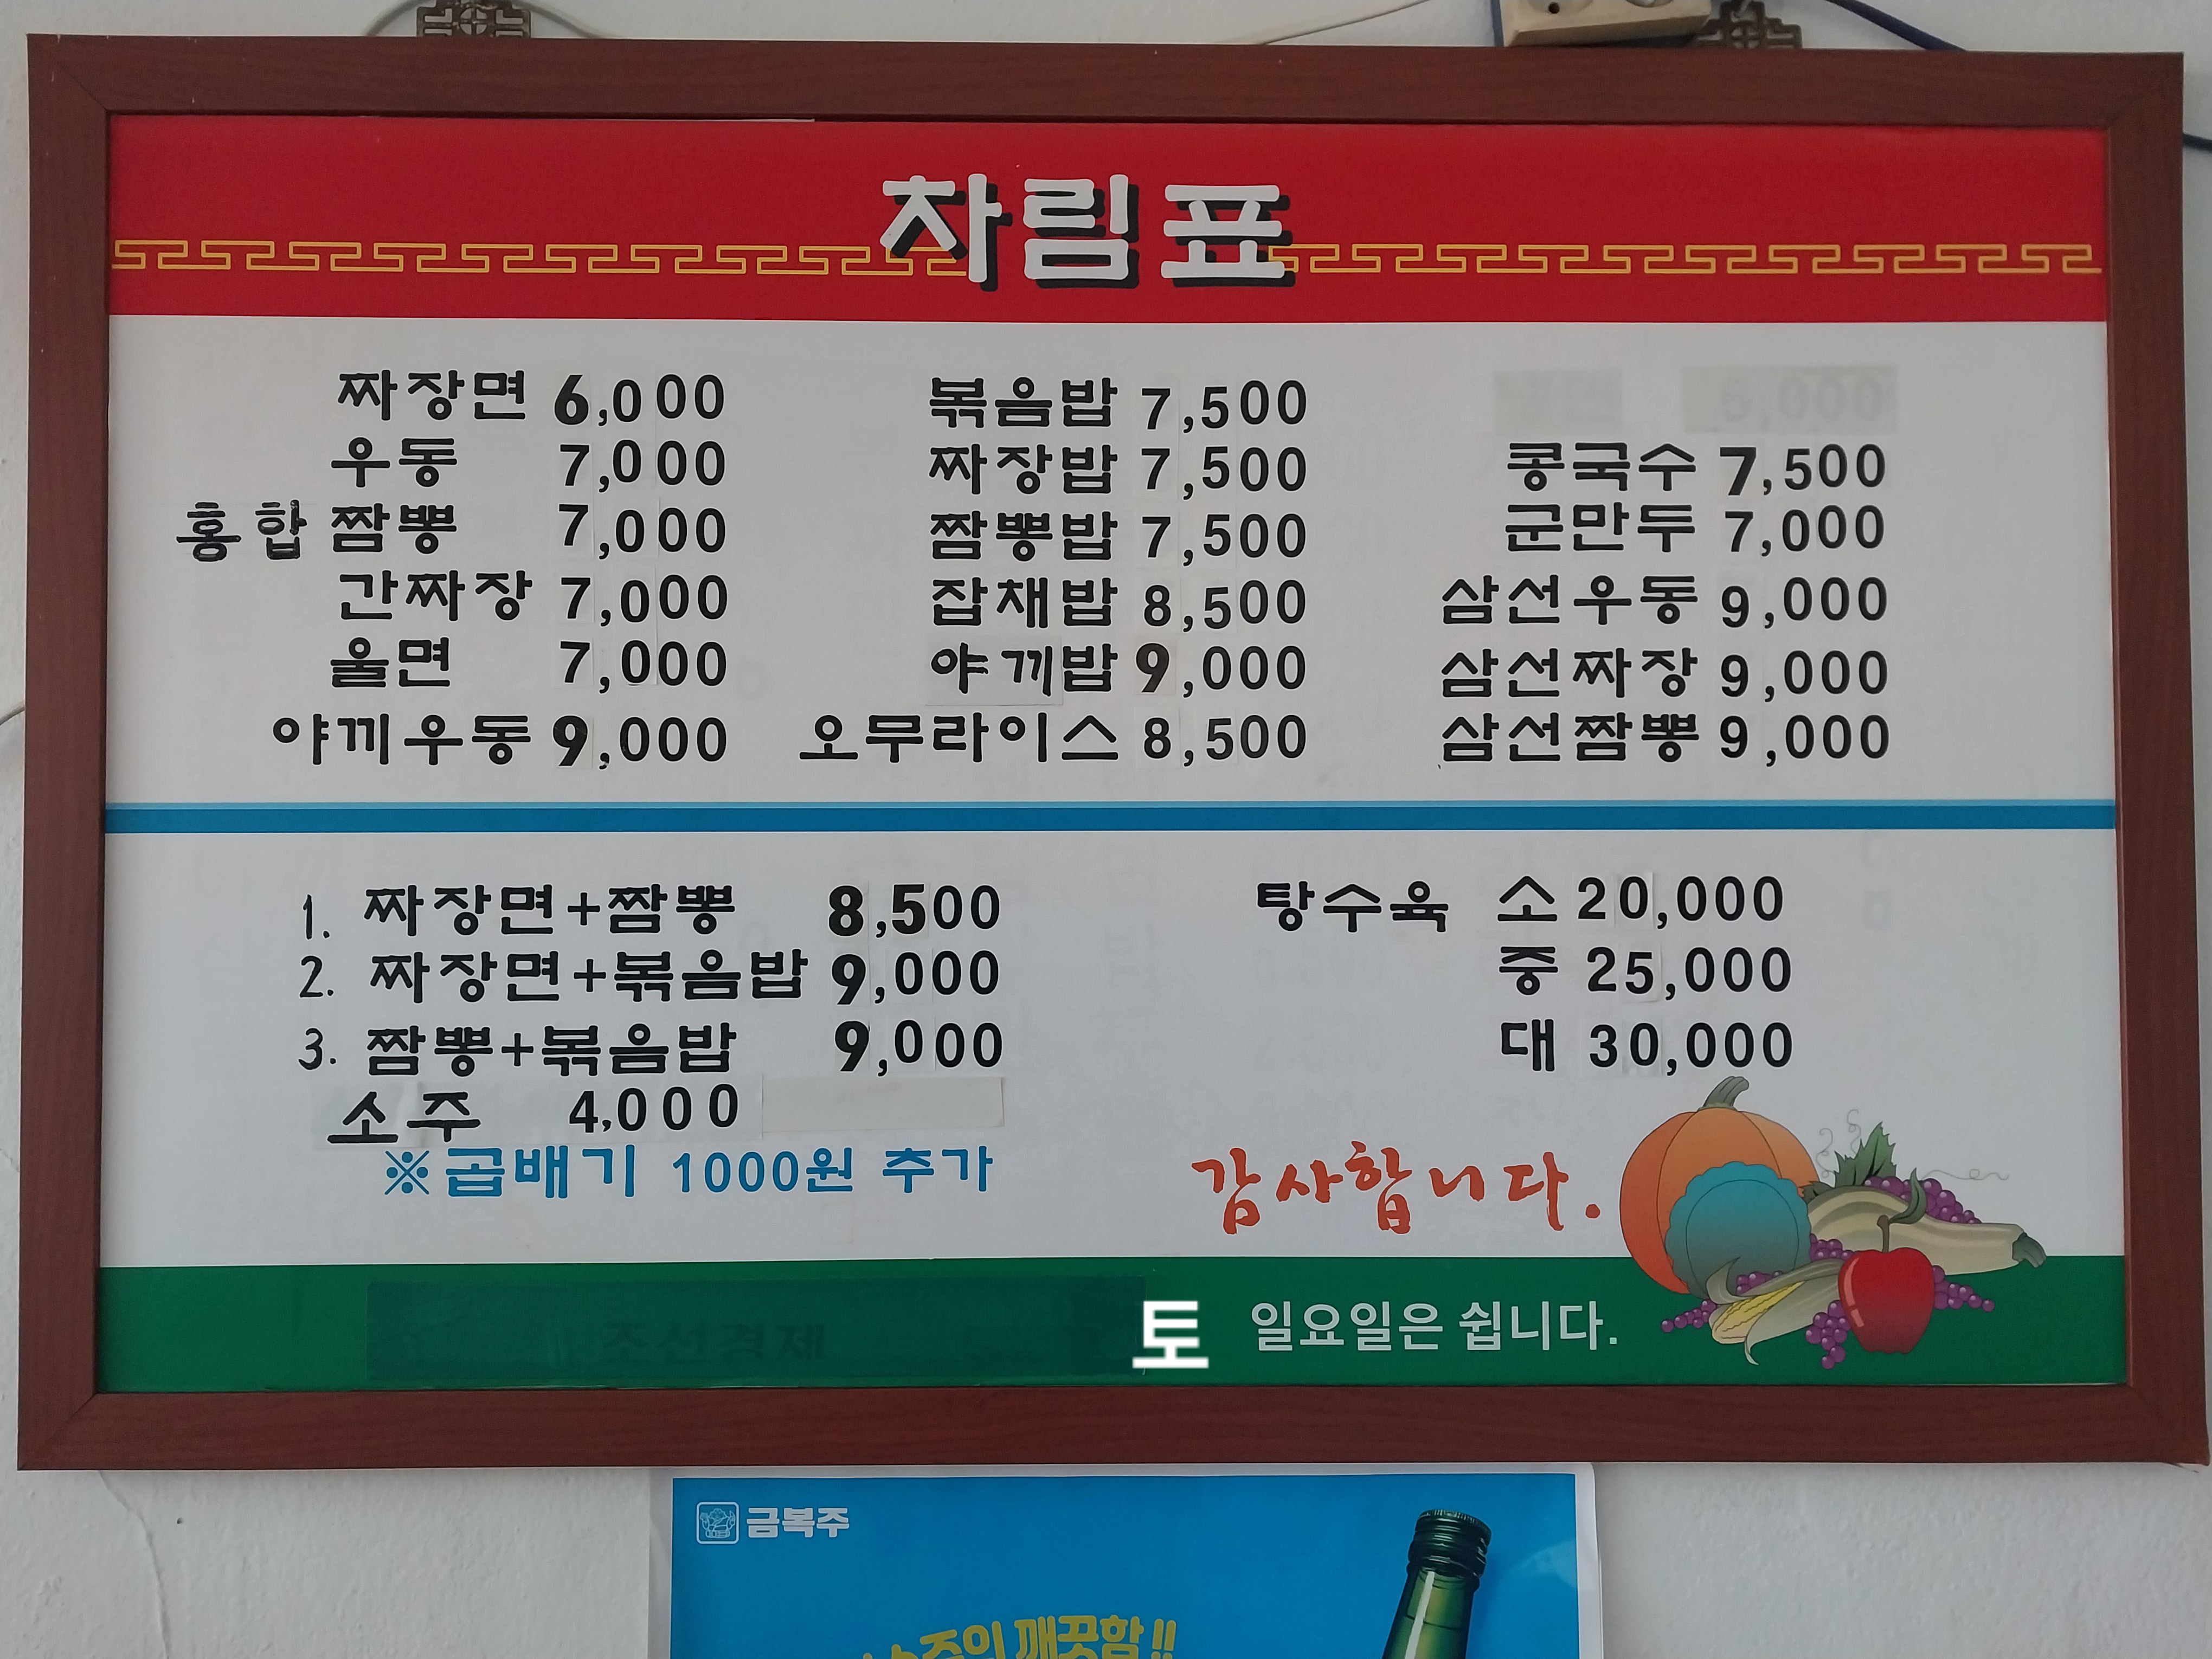 차림표
짜장면 6,000
우동 7,000
홍합 짬뽕 7,000
간짜장 7,000
울면 7,000
야끼우동 9,000
볶음밥 7,500
짜장밥 7,500
짬뽕밥 7,500
잡채밥 8,500
야끼밥 9,000
오무라이스 8,500
콩국수 7,500
군만두 7,000
삼선우동 9,000
삼선짜장 9,000
삼선짬뽕 9,000
1. 짜장면+짬뽕 8,500
2. 짜장면+볶음밥 9,000
3. 짬뽕+볶음밥 9,000
소주 4,000
※곱배기 1000원 추가
탕수육 소 20,000
중 25,000
대 30,000
감사합니다.
조선경제
토 일요일은 쉽니다.
금복주
깨끗함!!